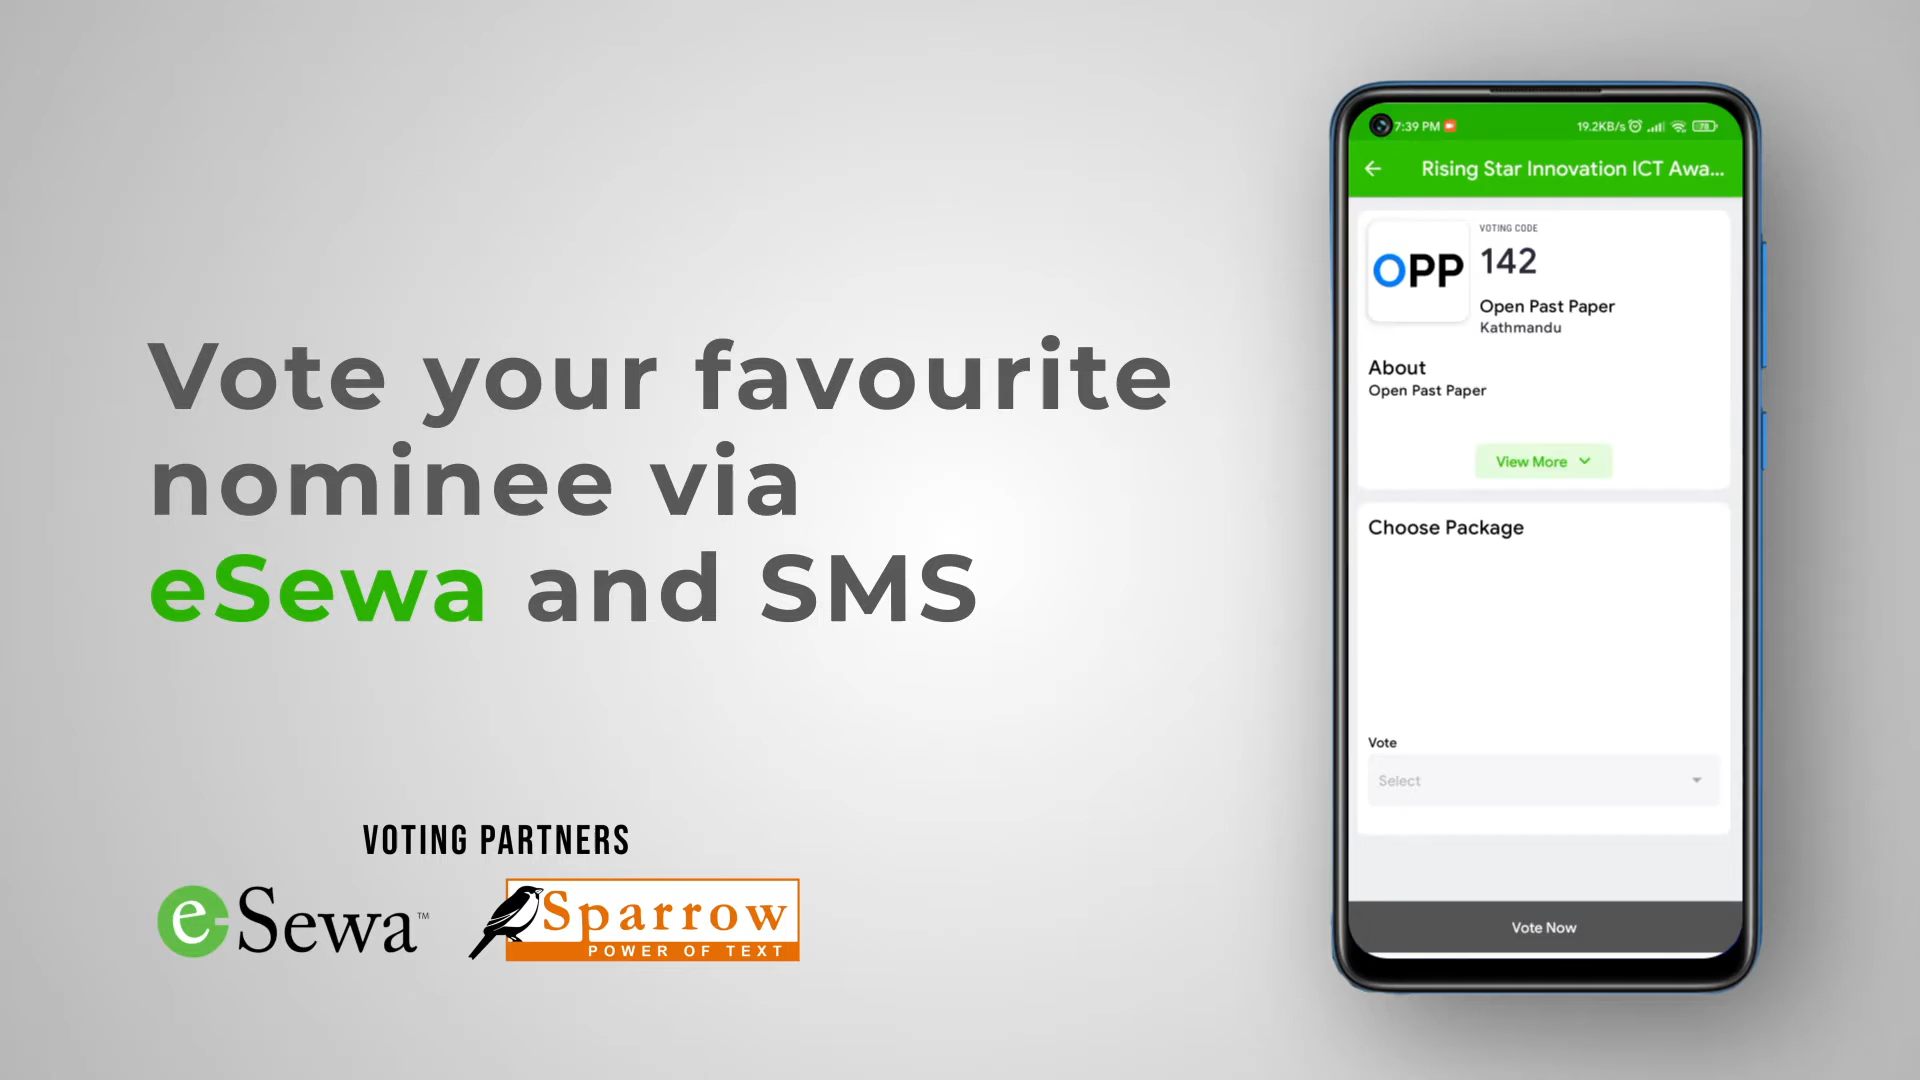 Vote your favourite
nominee via
eSewa and SMS
VOTING PARTNERS
eSewa™
Sparrow
POWER OF TEXT
7:39 PM
19.2KB/s
78
Rising Star Innovation ICT Awa...
OPP
VOTING CODE
142
Open Past Paper
Kathmandu
About
Open Past Paper
View More
Choose Package
Vote
Select
Vote Now